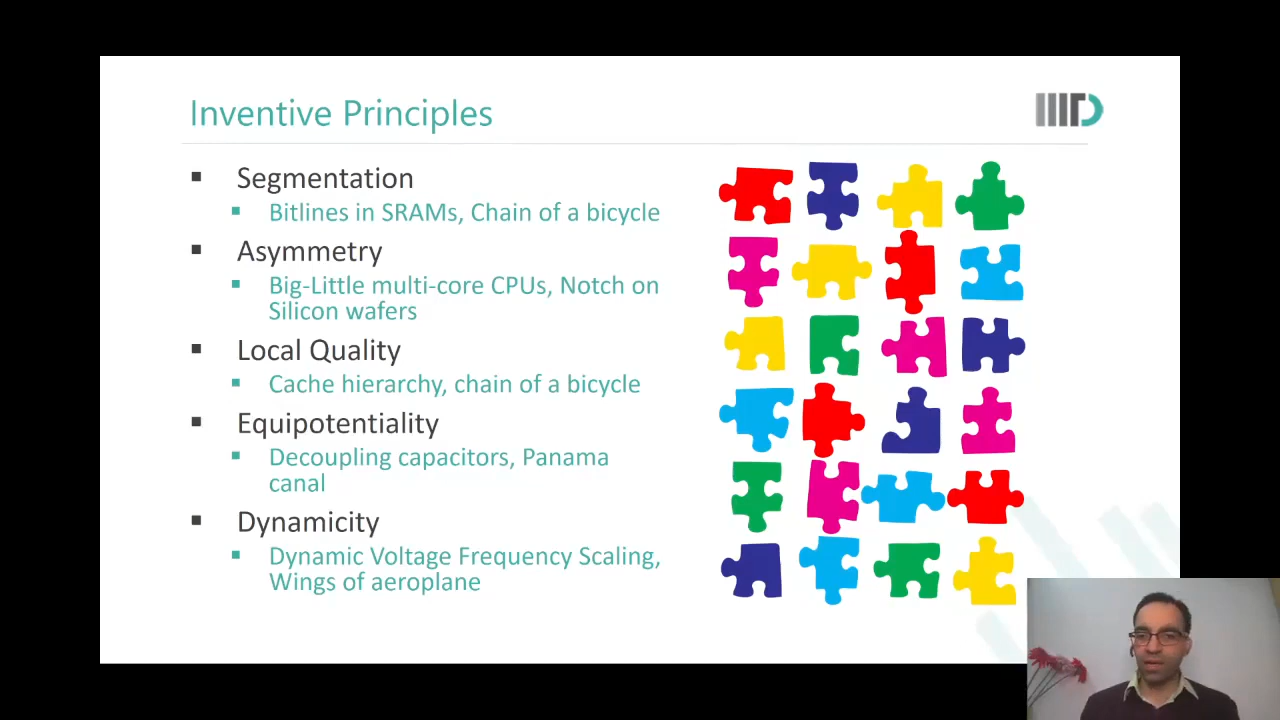 Inventive Principles
IIITD
Segmentation
Bitlines in SRAMs, Chain of a bicycle
Asymmetry
Big-Little multi-core CPUs, Notch on
Silicon wafers
Local Quality
Cache hierarchy, chain of a bicycle
Equipotentiality
Decoupling capacitors, Panama
canal
Dynamicity
Dynamic Voltage Frequency Scaling,
Wings of aeroplane